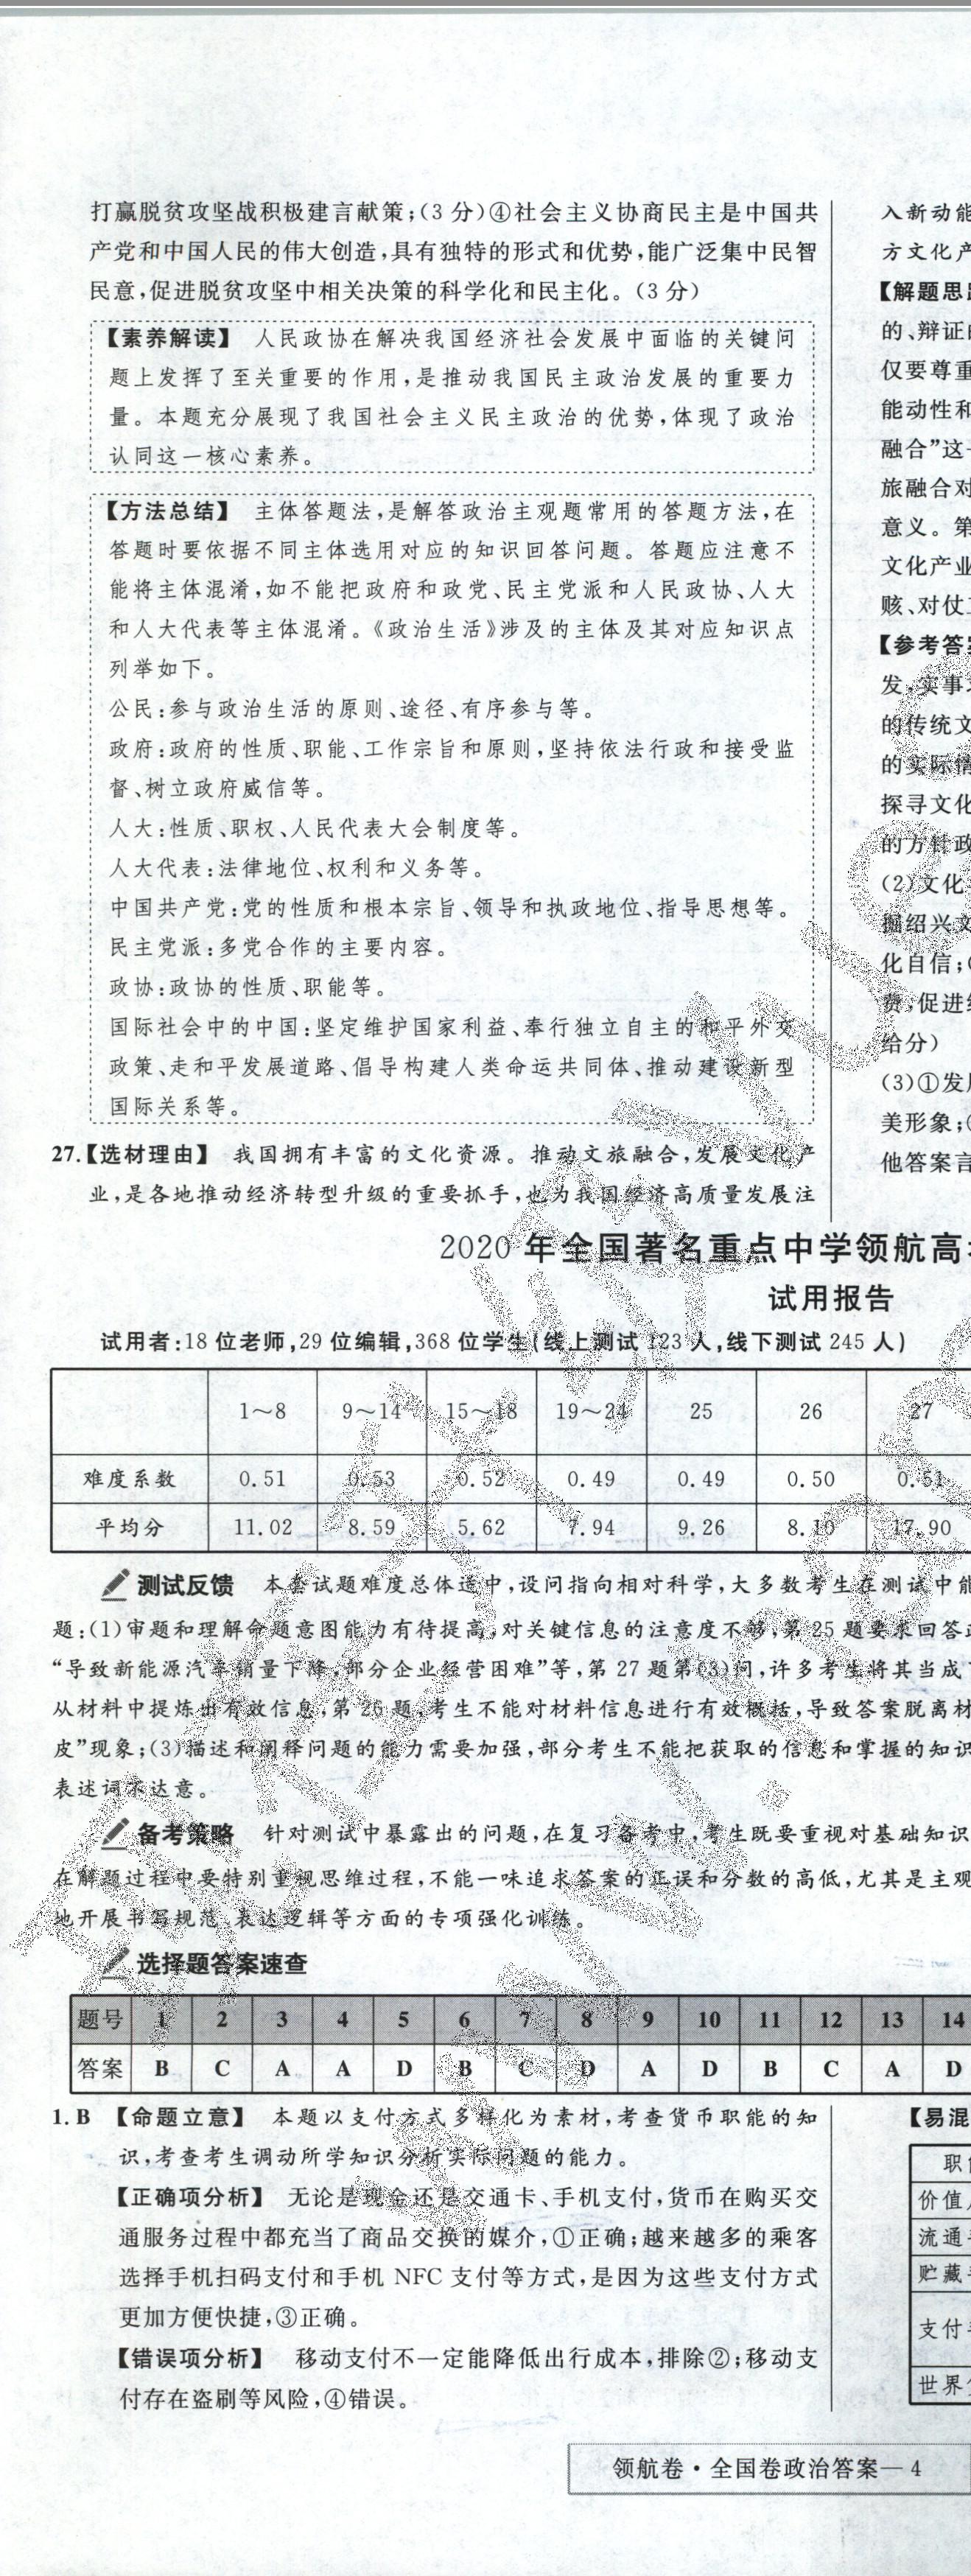 打赢脱贫攻坚战积极建言献策;(3分)④社会主义协商民主是中国共
产党和中国人民的伟大创造,具有独特的形式和优势,能广泛集中民智
民意,促进脱贫攻坚中相关决策的科学化和民主化。(3分)
【素养解读】 人民政协在解决我国经济社会发展中面临的关键问
题上发挥了至关重要的作用,是推动我国民主政治发展的重要力
量。本题充分展现了我国社会主义民主政治的优势,体现了政治
认同这一核心素养。
【方法总结】 主体答题法,是解答政治主观题常用的答题方法,在
答题时要依据不同主体选用对应的知识回答问题。答题应注意不
能将主体混淆,如不能把政府和政党、民主党派和人民政协、人大
和人大代表等主体混淆。《政治生活》涉及的主体及其对应知识点
列举如下。
公民:参与政治生活的原则、途径、有序参与等。
政府:政府的性质、职能、工作宗旨和原则,坚持依法行政和接受监
督、树立政府威信等。
人大:性质、职权、人民代表大会制度等。
人大代表:法律地位、权利和义务等。
中国共产党:党的性质和根本宗旨、领导和执政地位、指导思想等。
民主党派:多党合作的主要内容。
政协:政协的性质、职能等。
国际社会中的中国:坚定维护国家利益、奉行独立自主的和平外交
政策、走和平发展道路、倡导构建人类命运共同体、推动建设新型
国际关系等。
27.【选材理由】 我国拥有丰富的文化资源。推动文旅融合,发展文化产
业,是各地推动经济转型升级的重要抓手,也为我国经济高质量发展注
入新动能
方文化产
【解题思
的、辩证
仅要尊重
能动性和
融合”这
旅融合对
意义。第
文化产业
赅、对仗
【参考答
发,实事
的传统文
的实际情
探寻文化
的方针政
(2)文化
掘绍兴文
化自信;
费,促进
给分)
(3)①发
美形象;
他答案言
2020年全国著名重点中学领航高
试用报告
试用者:18位老师,29位编辑,368位学生(线上测试123人,线下测试245人)
1~8 9~14 15~18 19~24 25 26 27
难度系数 0.51 0.53 0.52 0.49 0.49 0.50 0.51
平均分 11.02 8.59 5.62 7.94 9.26 8.10 17.90
测试反馈 本套试题难度总体适中,设问指向相对科学,大多数考生在测试中能
题:(1)审题和理解命题意图能力有待提高,对关键信息的注意度不够,第25题要求回答
“导致新能源汽车销量下降,部分企业经营困难”等,第27题第(3)问,许多考生将其当成
从材料中提炼出有效信息,第26题,考生不能对材料信息进行有效概括,导致答案脱离材
皮”现象;(3)描述和阐释问题的能力需要加强,部分考生不能把获取的信息和掌握的知识
表述词不达意。
备考策略 针对测试中暴露出的问题,在复习备考中,考生既要重视对基础知识
在解题过程中要特别重视思维过程,不能一味追求答案的正误和分数的高低,尤其是主观
地开展书写规范、表达逻辑等方面的专项强化训练。
选择题答案速查
题号 1 2 3 4 5 6 7 8 9 10 11 12 13 14
答案 B C A A D B C D A D B C A D
1.B 【命题立意】 本题以支付方式多样化为素材,考查货币职能的知
识,考查考生调动所学知识分析实际问题的能力。
【正确项分析】 无论是现金还是交通卡、手机支付,货币在购买交
通服务过程中都充当了商品交换的媒介,①正确;越来越多的乘客
选择手机扫码支付和手机NFC支付等方式,是因为这些支付方式
更加方便快捷,③正确。
【错误项分析】 移动支付不一定能降低出行成本,排除②;移动支
付存在盗刷等风险,④错误。
【易混
职
价值
流通
贮藏
支付
世界
领航卷·全国卷政治答案—4